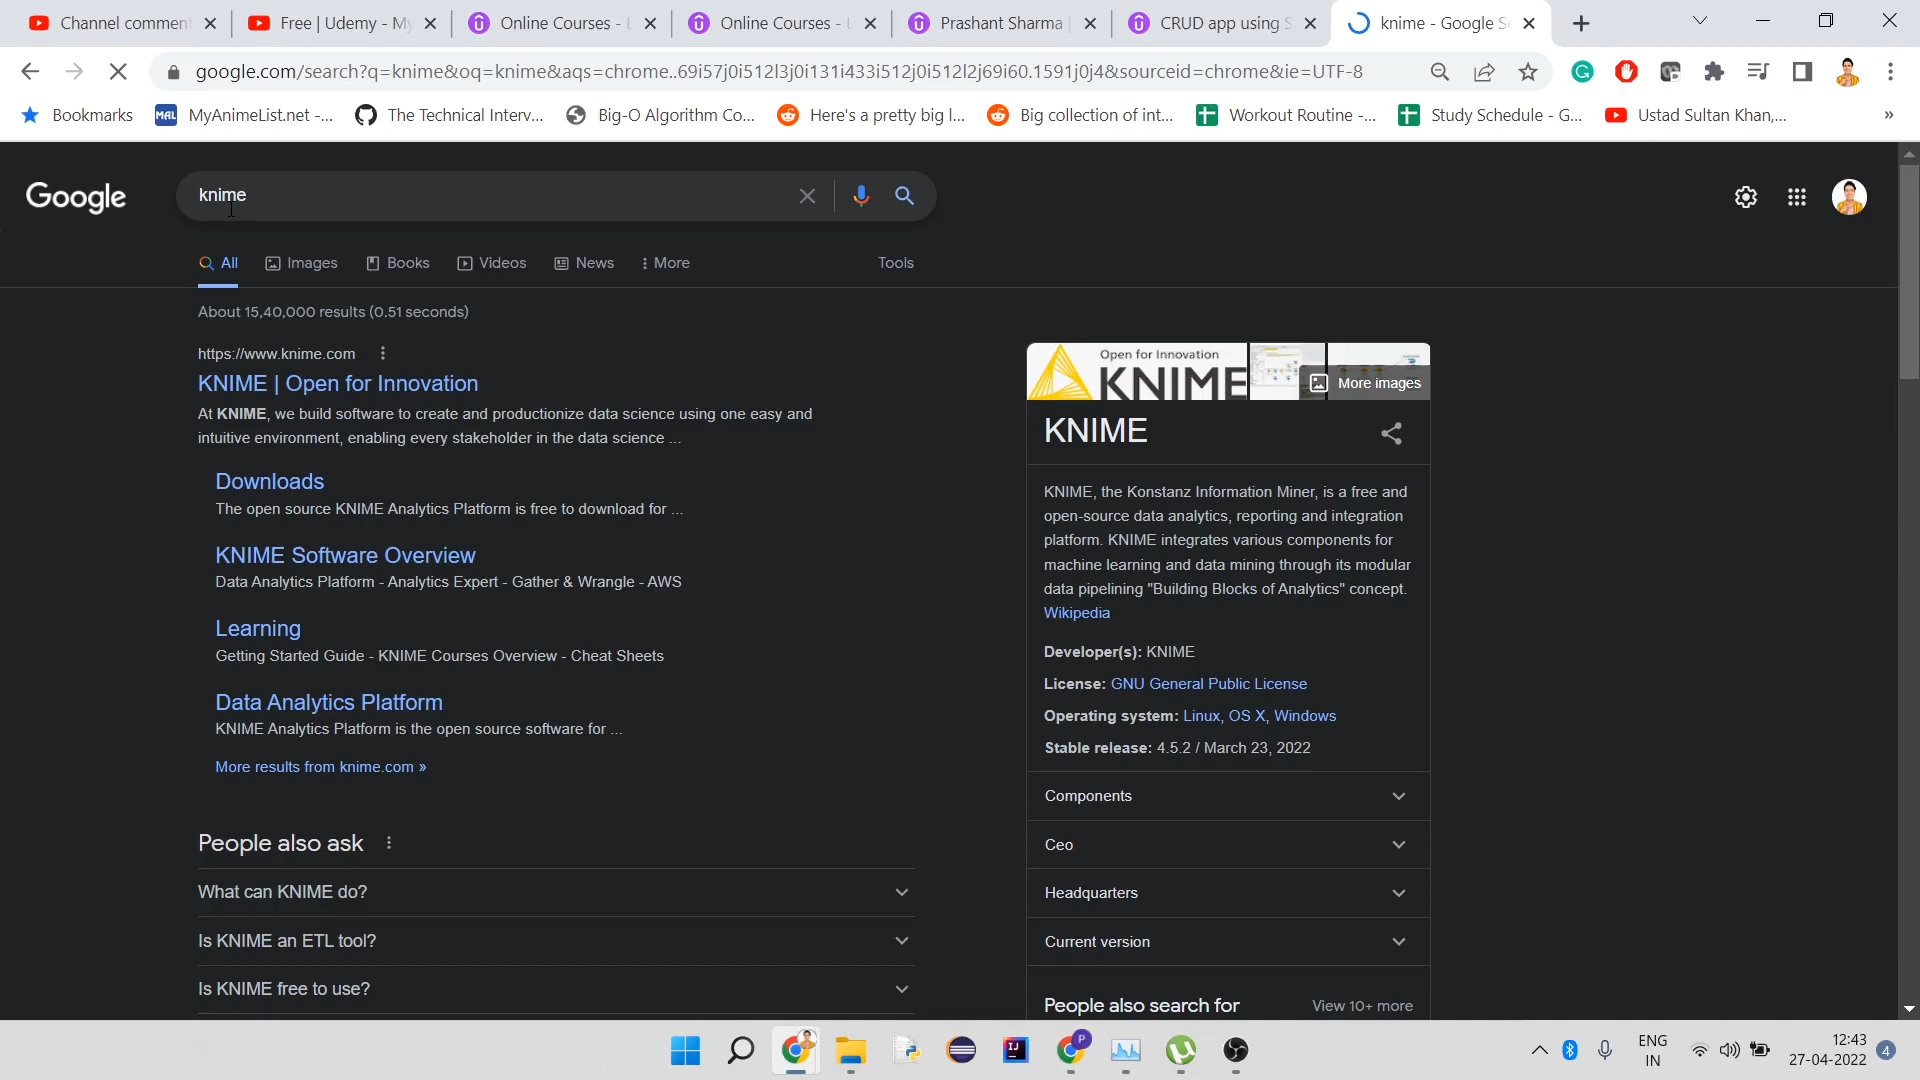 Channel comment
Free | Udemy - My
Online Courses - L
Online Courses - L
Prashant Sharma |
CRUD app using S
knime - Google Se
google.com/search?q=knime&oq=knime&aqs=chrome..69i57j0i512l3j0i131i433i512j0i512l2j69i60.1591j0j4&sourceid=chrome&ie=UTF-8
Bookmarks
MAL
MyAnimeList.net -...
The Technical Interv...
Big-O Algorithm Co...
Here's a pretty big l...
Big collection of int...
Workout Routine -...
Study Schedule - G...
Ustad Sultan Khan,...
»
Google
knime
All
Images
Books
Videos
News
More
Tools
About 15,40,000 results (0.51 seconds)
https://www.knime.com
KNIME | Open for Innovation
At KNIME, we build software to create and productionize data science using one easy and
intuitive environment, enabling every stakeholder in the data science ...
Downloads
The open source KNIME Analytics Platform is free to download for ...
KNIME Software Overview
Data Analytics Platform - Analytics Expert - Gather & Wrangle - AWS
Learning
Getting Started Guide - KNIME Courses Overview - Cheat Sheets
Data Analytics Platform
KNIME Analytics Platform is the open source software for ...
More results from knime.com »
People also ask
What can KNIME do?
Is KNIME an ETL tool?
Is KNIME free to use?
Open for Innovation
KNIME
More images
KNIME
KNIME, the Konstanz Information Miner, is a free and
open-source data analytics, reporting and integration
platform. KNIME integrates various components for
machine learning and data mining through its modular
data pipelining "Building Blocks of Analytics" concept.
Wikipedia
Developer(s): KNIME
License: GNU General Public License
Operating system: Linux, OS X, Windows
Stable release: 4.5.2 / March 23, 2022
Components
Ceo
Headquarters
Current version
People also search for
View 10+ more
IJ
P
ENG
IN
12:43
27-04-2022
4